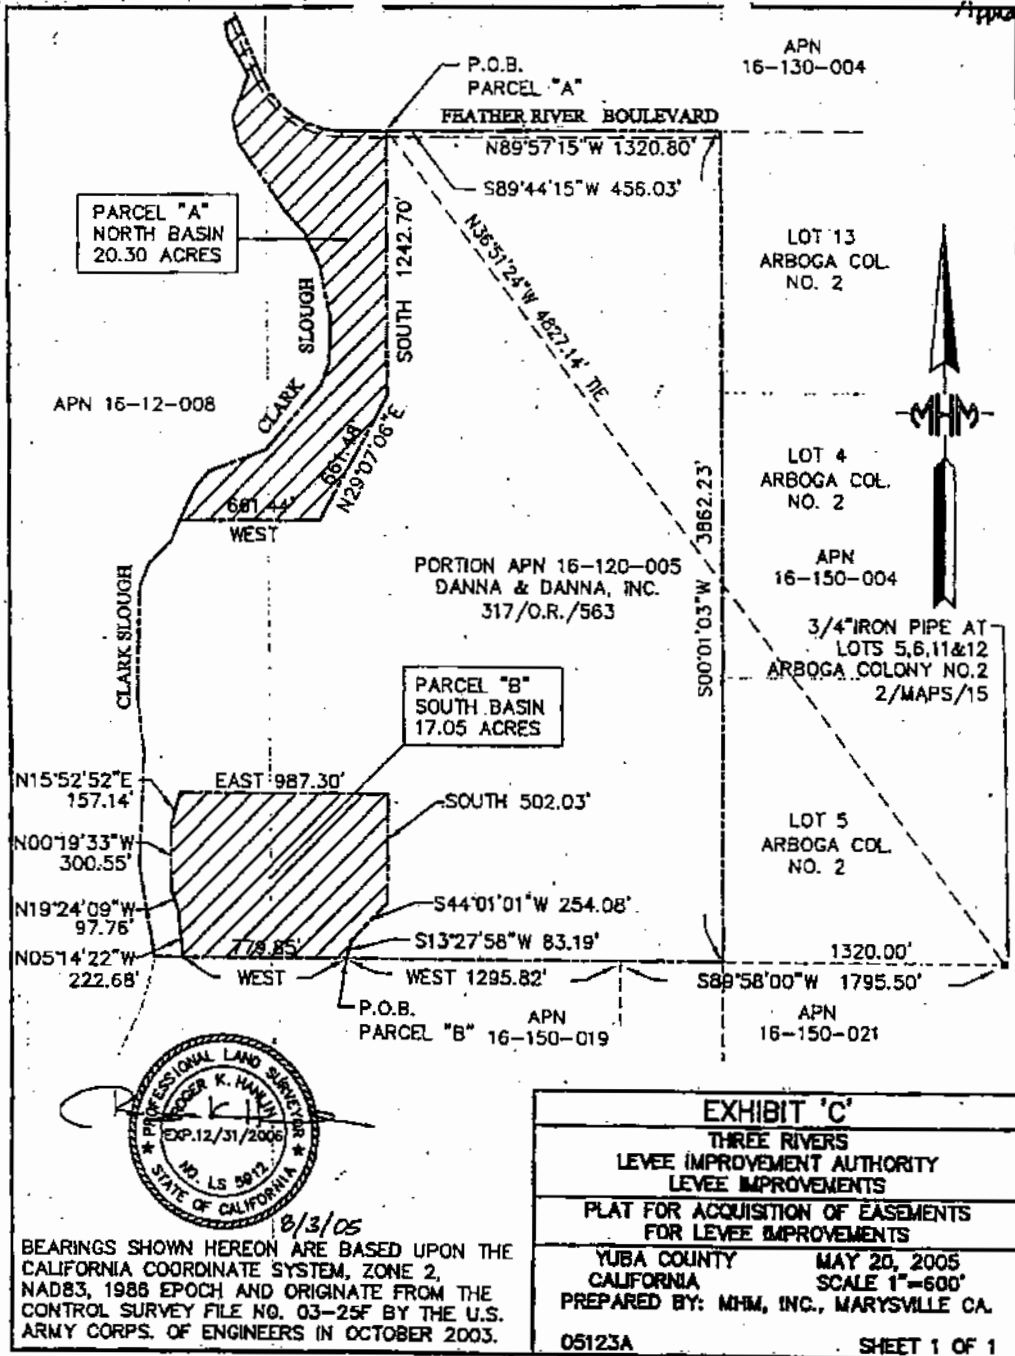 APN
16-130-004
P.O.B.
PARCEL "A"
FEATHER RIVER BOULEVARD
N89°57'15"W 1320.80'
S89°44'15"W 456.03'
PARCEL "A"
NORTH BASIN
20.30 ACRES
SOUTH 1242.70'
N36°51'24"W 4827.14' TIE
LOT 13
ARBOGA COL.
NO. 2
CLARK SLOUGH
APN 16-12-008
661.48'
N29°07'06"E
661.44'
WEST
MHM
LOT 4
ARBOGA COL.
NO. 2
S00°01'03"W 3862.23'
PORTION APN 16-120-005
DANNA & DANNA, INC.
317/O.R./563
APN
16-150-004
CLARK SLOUGH
3/4"IRON PIPE AT
LOTS 5,6,11&12
ARBOGA COLONY NO.2
2/MAPS/15
PARCEL "B"
SOUTH BASIN
17.05 ACRES
N15°52'52"E
157.14'
EAST 987.30'
SOUTH 502.03'
N00°19'33"W
300.55'
LOT 5
ARBOGA COL.
NO. 2
N19°24'09"W
97.76'
S44°01'01"W 254.08'
S13°27'58"W 83.19'
N05°14'22"W
222.68'
779.85'
WEST
WEST 1295.82'
1320.00'
S89°58'00"W 1795.50'
P.O.B.
PARCEL "B"
APN
16-150-019
APN
16-150-021
PROFESSIONAL LAND SURVEYOR
ROGER K. HANLIN
EXP.12/31/2006
NO. LS 5912
STATE OF CALIFORNIA
8/3/05
BEARINGS SHOWN HEREON ARE BASED UPON THE
CALIFORNIA COORDINATE SYSTEM, ZONE 2,
NAD83, 1986 EPOCH AND ORIGINATE FROM THE
CONTROL SURVEY FILE NO. 03-25F BY THE U.S.
ARMY CORPS. OF ENGINEERS IN OCTOBER 2003.
EXHIBIT 'C'
THREE RIVERS
LEVEE IMPROVEMENT AUTHORITY
LEVEE IMPROVEMENTS
PLAT FOR ACQUISITION OF EASEMENTS
FOR LEVEE IMPROVEMENTS
YUBA COUNTY MAY 20, 2005
CALIFORNIA SCALE 1"=600'
PREPARED BY: MHM, INC., MARYSVILLE CA.
05123A SHEET 1 OF 1